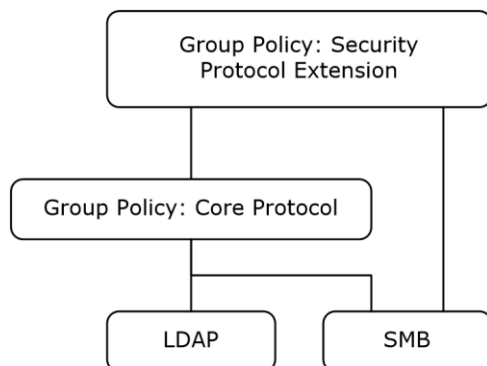 Group Policy: Security
Protocol Extension
Group Policy: Core Protocol
LDAP
SMB